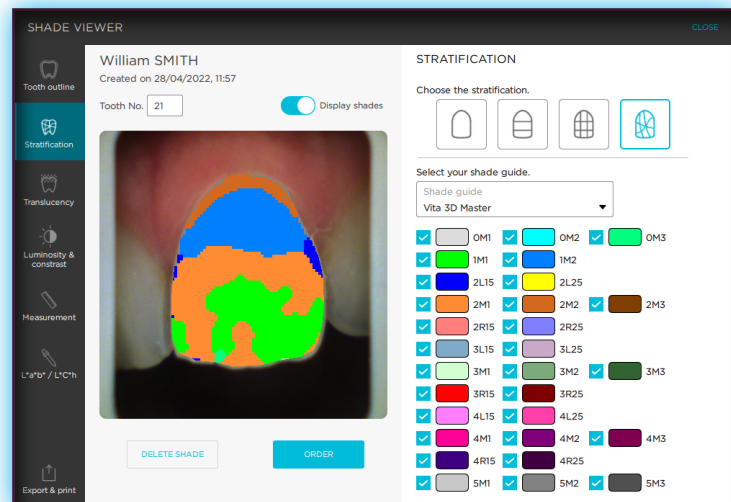 SHADE VIEWER
CLOSE
Tooth outline
Stratification
Translucency
Luminosity &
constrast
Measurement
L*a*b* / L*C*h
Export & print
William SMITH
Created on 28/04/2022, 11:57
Tooth No. 21
Display shades
DELETE SHADE
ORDER
STRATIFICATION
Choose the stratification.
Select your shade guide.
Shade guide
Vita 3D Master
0M1 0M2 0M3
1M1 1M2
2L15 2L25
2M1 2M2 2M3
2R15 2R25
3L15 3L25
3M1 3M2 3M3
3R15 3R25
4L15 4L25
4M1 4M2 4M3
4R15 4R25
5M1 5M2 5M3